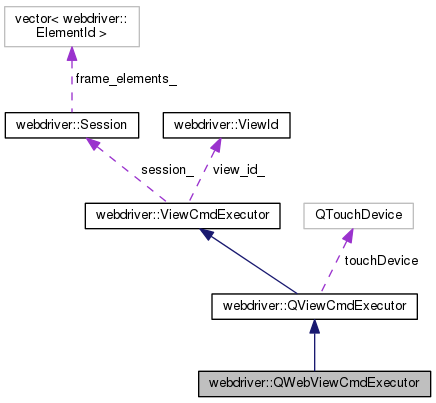 vector< webdriver::
ElementId >
frame_elements_
webdriver::Session
webdriver::ViewId
session_
view_id_
webdriver::ViewCmdExecutor
QTouchDevice
touchDevice
webdriver::QViewCmdExecutor
webdriver::QWebViewCmdExecutor